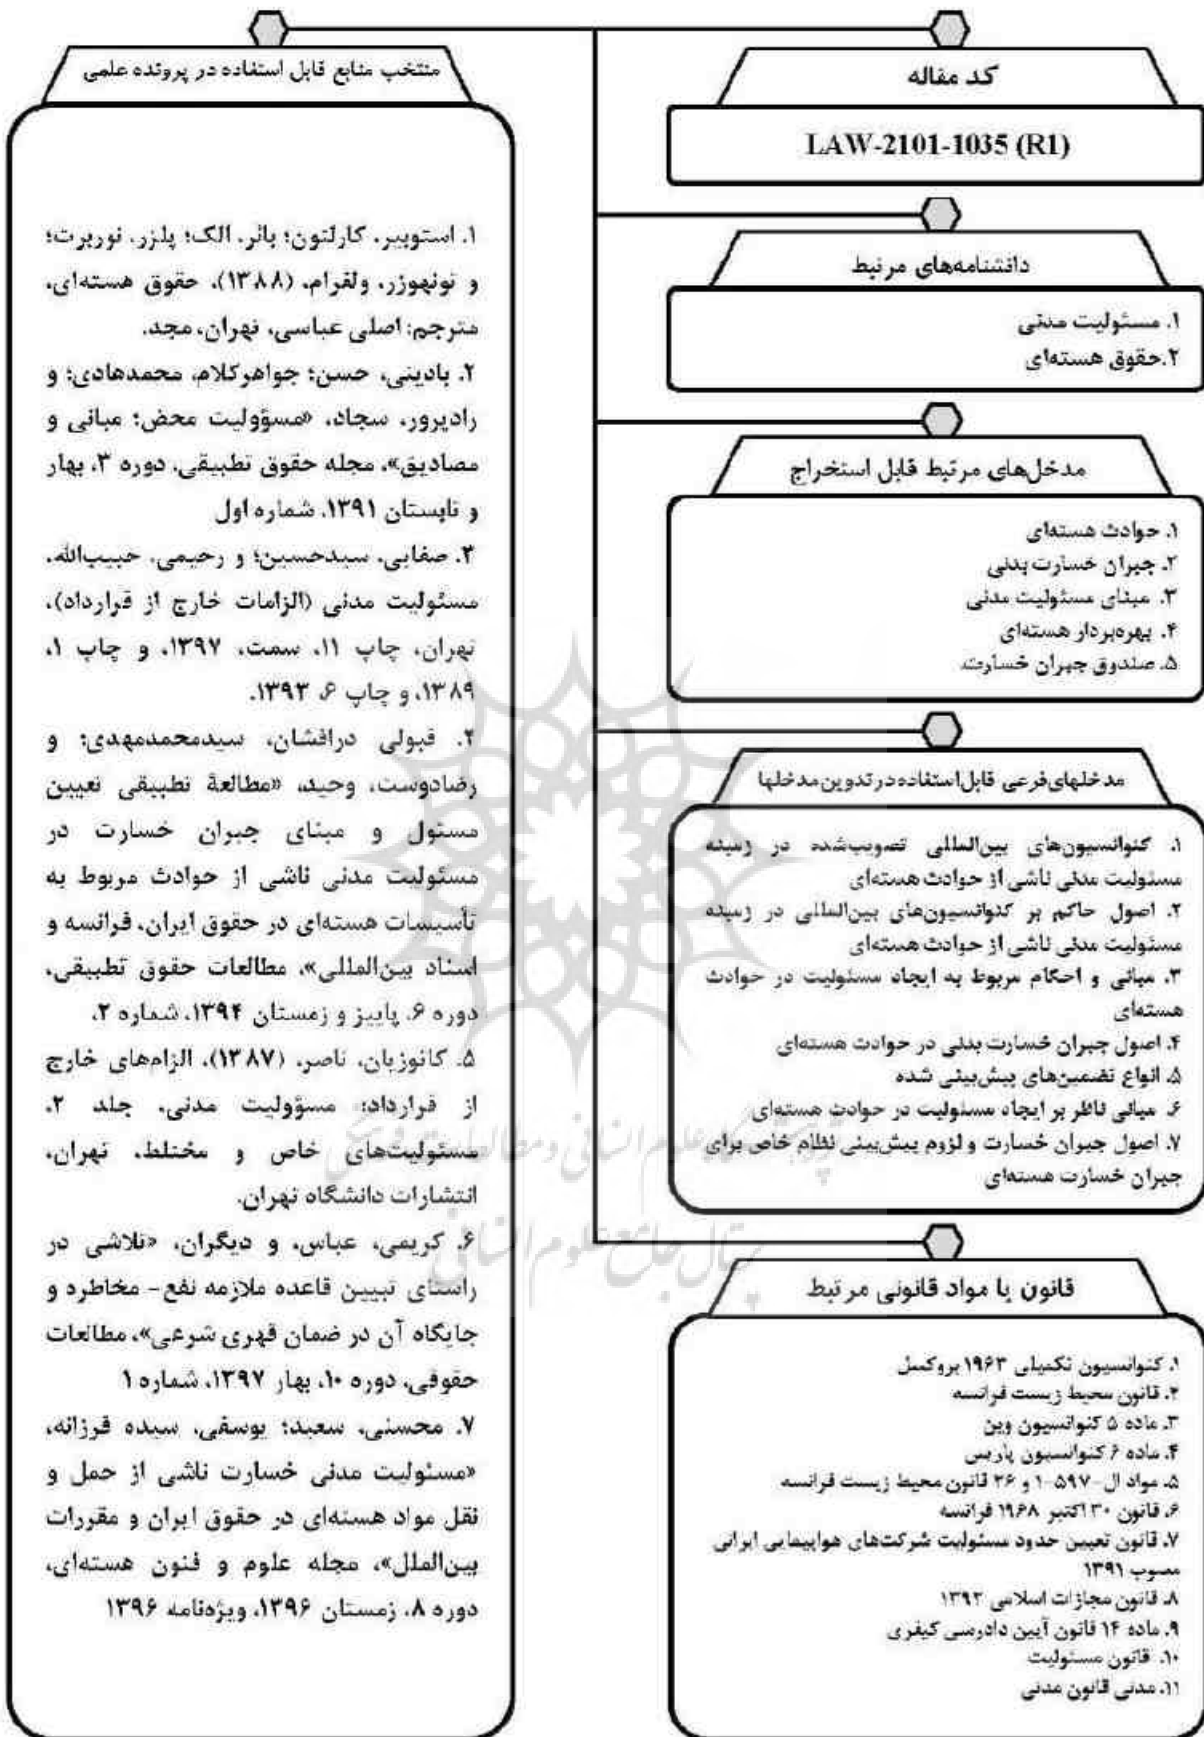 کد مقاله
LAW-2101-1035 (R1)
دانشنامه‌های مرتبط
۱. مسئولیت مدنی
۲.حقوق هسته‌ای
مدخل‌های مرتبط قابل استخراج
۱. حوادث هسته‌ای
۲. جبران خسارت بدنی
۳. مبنای مسئولیت مدنی
۴. بهره‌بردار هسته‌ای
۵. صندوق جبران خسارت
مدخلهای فرعی قابل‌استفاده در تدوین مدخلها
۱. کنوانسیون‌های بین‌المللی تصویب‌شده در زمینه
مسئولیت مدنی ناشی از حوادث هسته‌ای
۲. اصول حاکم بر کنوانسیون‌های بین‌المللی در زمینه
مسئولیت مدنی ناشی از حوادث هسته‌ای
۳. مبانی و احکام مربوط به ایجاد مسئولیت در حوادث
هسته‌ای
۴. اصول جبران خسارت بدنی در حوادث هسته‌ای
۵. انواع تضمین‌های پیش‌بینی شده
۶. مبانی ناظر بر ایجاد مسئولیت در حوادث هسته‌ای
۷. اصول جبران خسارت و لزوم پیش‌بینی نظام خاص برای
جبران خسارت هسته‌ای
قانون یا مواد قانونی مرتبط
۱. کنوانسیون تکمیلی ۱۹۶۳ بروکسل
۲. قانون محیط زیست فرانسه
۳. ماده ۵ کنوانسیون وین
۴. ماده ۶ کنوانسیون پاریس
۵. مواد ال-۵۹۷-۱ و ۲۶ قانون محیط زیست فرانسه
۶. قانون ۳۰ اکتبر ۱۹۶۸ فرانسه
۷. قانون تعیین حدود مسئولیت شرکت‌های هواپیمایی ایرانی
مصوب ۱۳۹۱
۸. قانون مجازات اسلامی ۱۳۹۲
۹. ماده ۱۴ قانون آیین دادرسی کیفری
۱۰. قانون مسئولیت
۱۱. مدنی قانون مدنی
منتخب منابع قابل استفاده در پرونده علمی
۱. استوییر، کارلتون؛ بائر، الک؛ پلزر، نوربرت؛
و تونهوزر، ولفرام، (۱۳۸۸)، حقوق هسته‌ای،
مترجم: اصلی عباسی، تهران، مجد.
۲. بادینی، حسن؛ جواهرکلام، محمدهادی؛ و
رادپرور، سجاد، «مسؤولیت محض؛ مبانی و
مصادیق»، مجله حقوق تطبیقی، دوره ۳، بهار
و تابستان ۱۳۹۱، شماره اول
۳. صفایی، سیدحسین؛ و رحیمی، حبیب‌الله،
مسئولیت مدنی (الزامات خارج از قرارداد)،
تهران، چاپ ۱۱، سمت، ۱۳۹۷، و چاپ ۱،
۱۳۸۹، و چاپ ۶، ۱۳۹۳.
۴. قبولی درافشان، سیدمحمدمهدی؛ و
رضادوست، وحید، «مطالعهٔ تطبیقی تعیین
مسئول و مبنای جبران خسارت در
مسئولیت مدنی ناشی از حوادث مربوط به
تأسیسات هسته‌ای در حقوق ایران، فرانسه و
اسناد بین‌المللی»، مطالعات حقوق تطبیقی،
دوره ۶، پاییز و زمستان ۱۳۹۴، شماره ۲.
۵. کاتوزیان، ناصر، (۱۳۸۷)، الزام‌های خارج
از قرارداد؛ مسؤولیت مدنی، جلد ۲،
مسئولیت‌های خاص و مختلط، تهران،
انتشارات دانشگاه تهران.
۶. کریمی، عباس، و دیگران، «تلاشی در
راستای تبیین قاعده ملازمه نفع- مخاطره و
جایگاه آن در ضمان قهری شرعی»، مطالعات
حقوقی، دوره ۱۰، بهار ۱۳۹۷، شماره ۱
۷. محسنی، سعید؛ یوسفی، سیده فرزانه،
«مسئولیت مدنی خسارت ناشی از حمل و
نقل مواد هسته‌ای در حقوق ایران و مقررات
بین‌الملل»، مجله علوم و فنون هسته‌ای،
دوره ۸، زمستان ۱۳۹۶، ویژه‌نامه ۱۳۹۶
پژوهشگاه علوم انسانی و مطالعات فرهنگی
پرتال جامع علوم انسانی